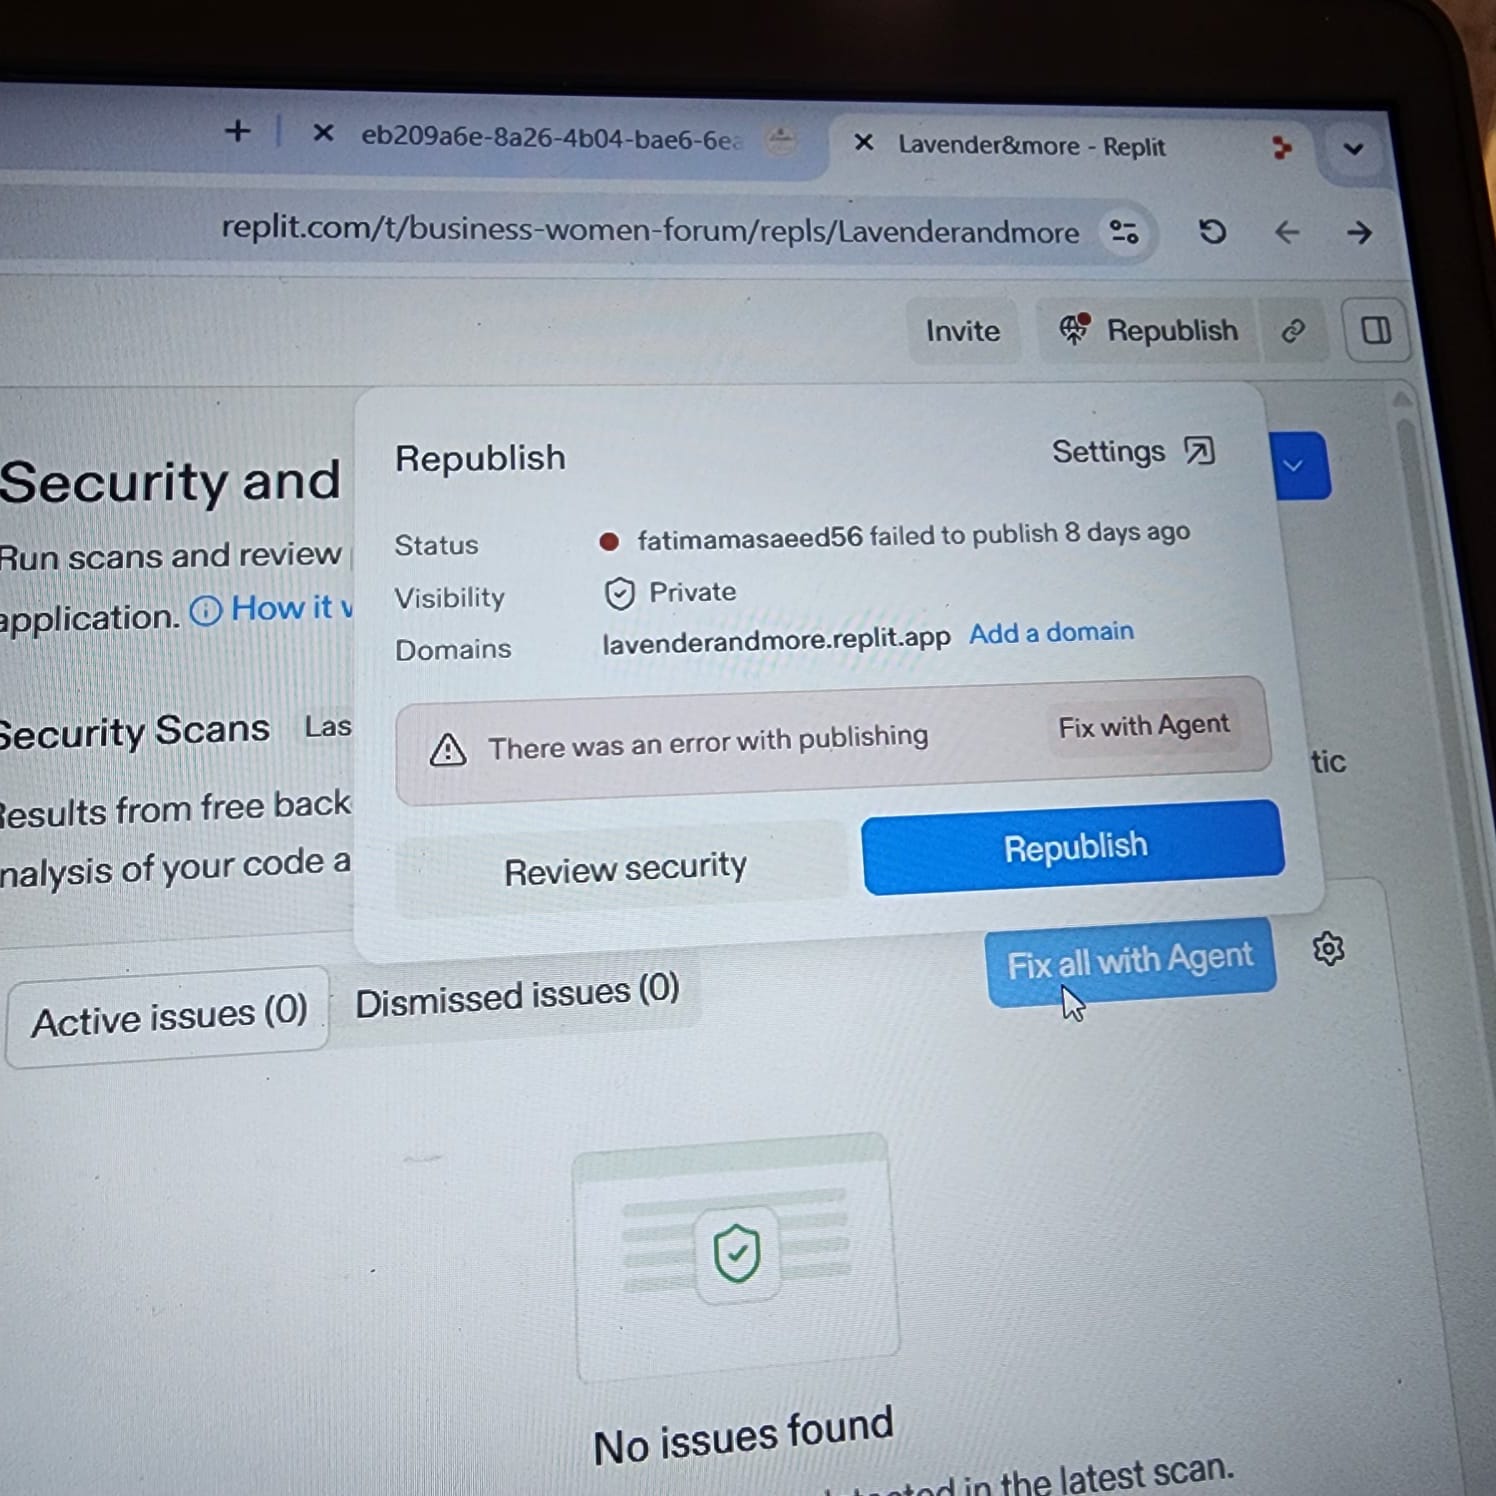 eb209a6e-8a26-4b04-bae6-6ea
Lavender&more - Replit
replit.com/t/business-women-forum/repls/Lavenderandmore
Invite
Republish
Security and
Run scans and review
application. How it
Security Scans Las
Results from free back
nalysis of your code a
tic
Republish
Settings
Status fatimamasaeed56 failed to publish 8 days ago
Visibility Private
Domains lavenderandmore.replit.app Add a domain
There was an error with publishing Fix with Agent
Review security Republish
Fix all with Agent
Active issues (0) Dismissed issues (0)
No issues found
in the latest scan.